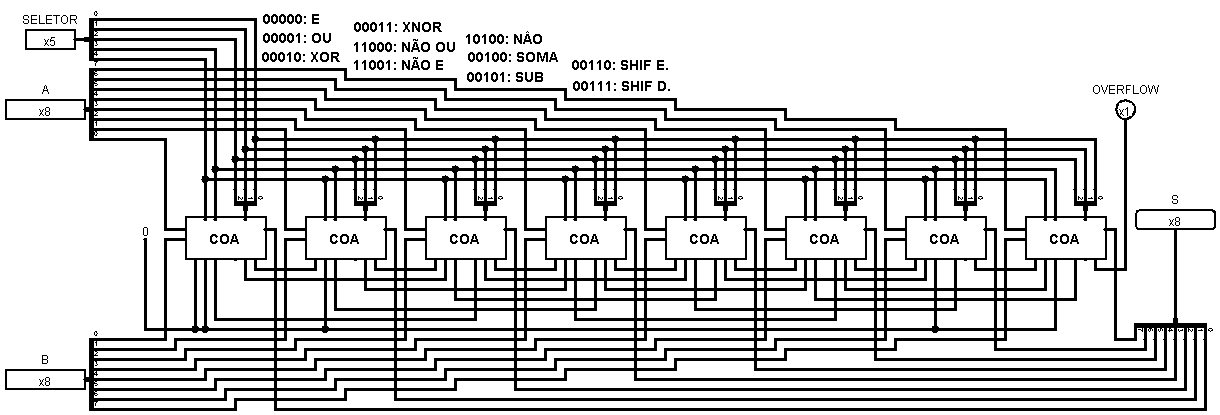 SELETOR
x5
00000: E
00001: OU
00010: XOR
00011: XNOR
11000: NÃO OU
11001: NÃO E
10100: NÂO
00100: SOMA
00101: SUB
00110: SHIF E.
00111: SHIF D.
A
x8
OVERFLOW
x1
S
x8
0
COA COA COA COA COA COA COA COA
B
x8